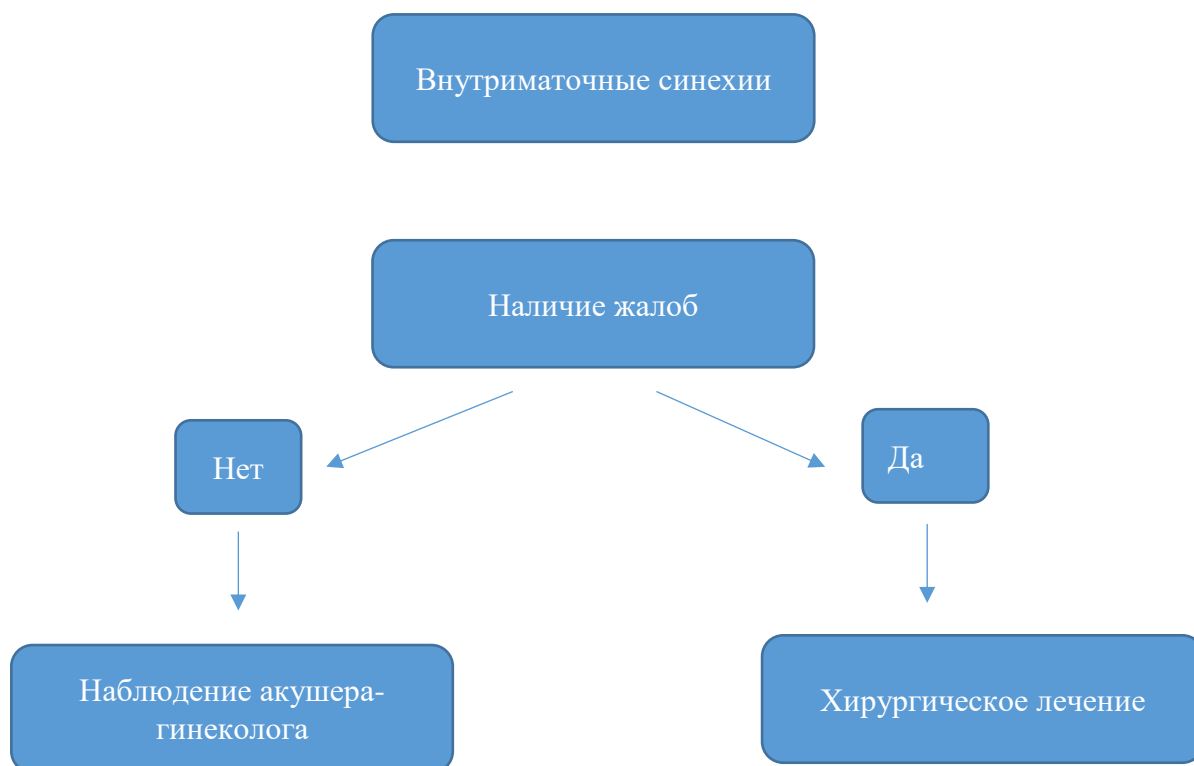 Внутриматочные синехии
Наличие жалоб
Нет
Да
Наблюдение акушера-
гинеколога
Хирургическое лечение